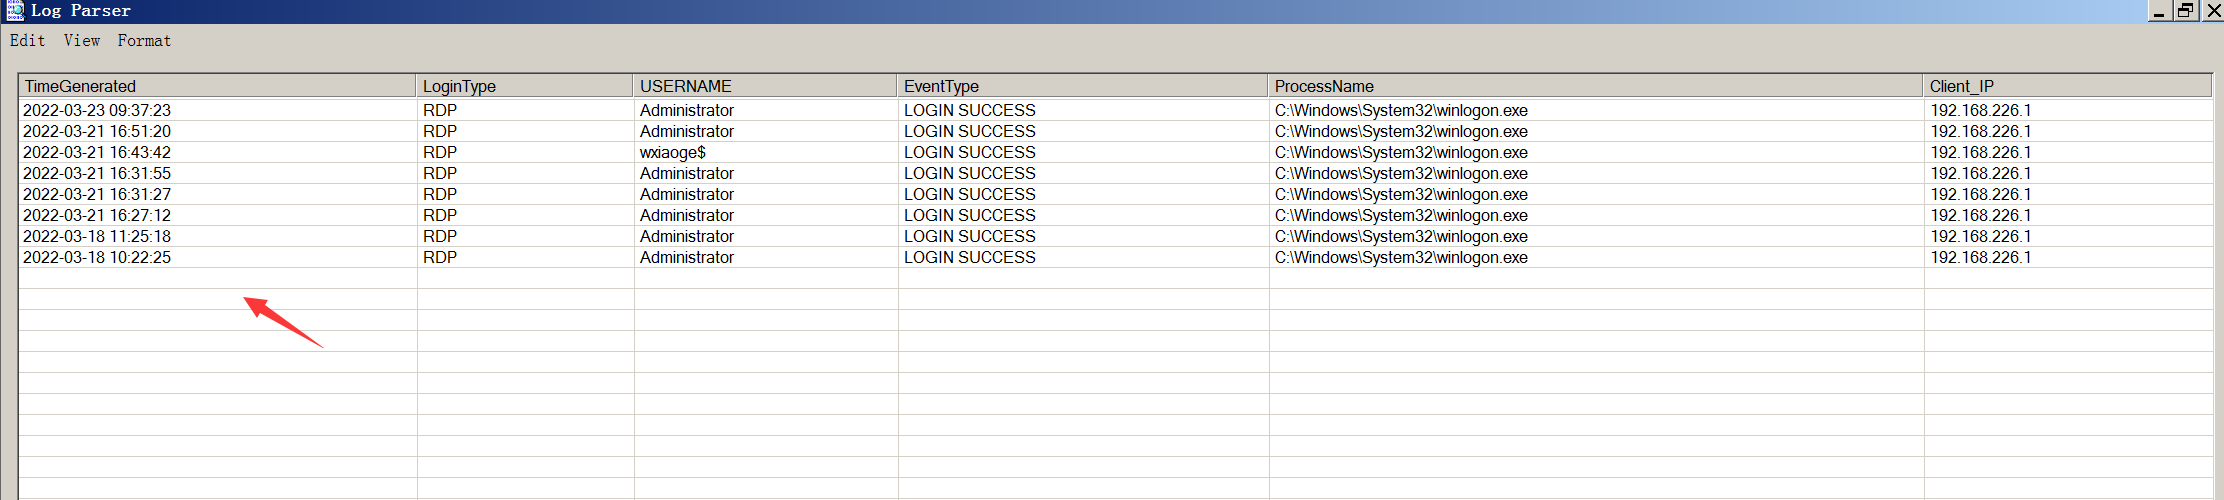 Log Parser
Edit View Format
TimeGenerated LoginType USERNAME EventType ProcessName Client_IP
2022-03-23 09:37:23 RDP Administrator LOGIN SUCCESS C:\Windows\System32\winlogon.exe 192.168.226.1
2022-03-21 16:51:20 RDP Administrator LOGIN SUCCESS C:\Windows\System32\winlogon.exe 192.168.226.1
2022-03-21 16:43:42 RDP wxiaoge$ LOGIN SUCCESS C:\Windows\System32\winlogon.exe 192.168.226.1
2022-03-21 16:31:55 RDP Administrator LOGIN SUCCESS C:\Windows\System32\winlogon.exe 192.168.226.1
2022-03-21 16:31:27 RDP Administrator LOGIN SUCCESS C:\Windows\System32\winlogon.exe 192.168.226.1
2022-03-21 16:27:12 RDP Administrator LOGIN SUCCESS C:\Windows\System32\winlogon.exe 192.168.226.1
2022-03-18 11:25:18 RDP Administrator LOGIN SUCCESS C:\Windows\System32\winlogon.exe 192.168.226.1
2022-03-18 10:22:25 RDP Administrator LOGIN SUCCESS C:\Windows\System32\winlogon.exe 192.168.226.1